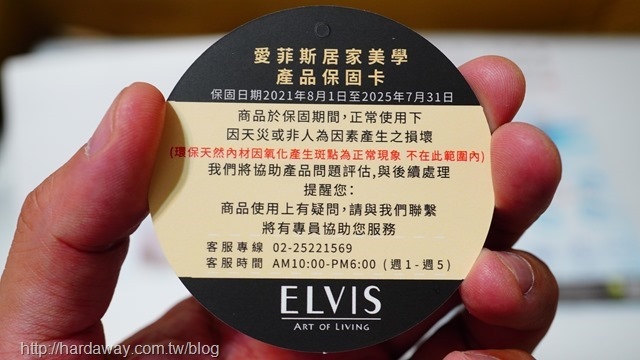 愛菲斯居家美學
產品保固卡
保固日期2021年8月1日至2025年7月31日
商品於保固期間,正常使用下
因天災或非人為因素產生之損壞
(環保天然內材因氧化產生斑點為正常現象 不在此範圍內)
我們將協助產品問題評估,與後續處理
提醒您:
商品使用上有疑問,請與我們聯繫
將有專員協助您服務
客服專線 02-25221569
客服時間 AM10:00-PM6:00 (週1-週5)
ELVIS
ART OF LIVING
http://hardaway.com.tw/blog